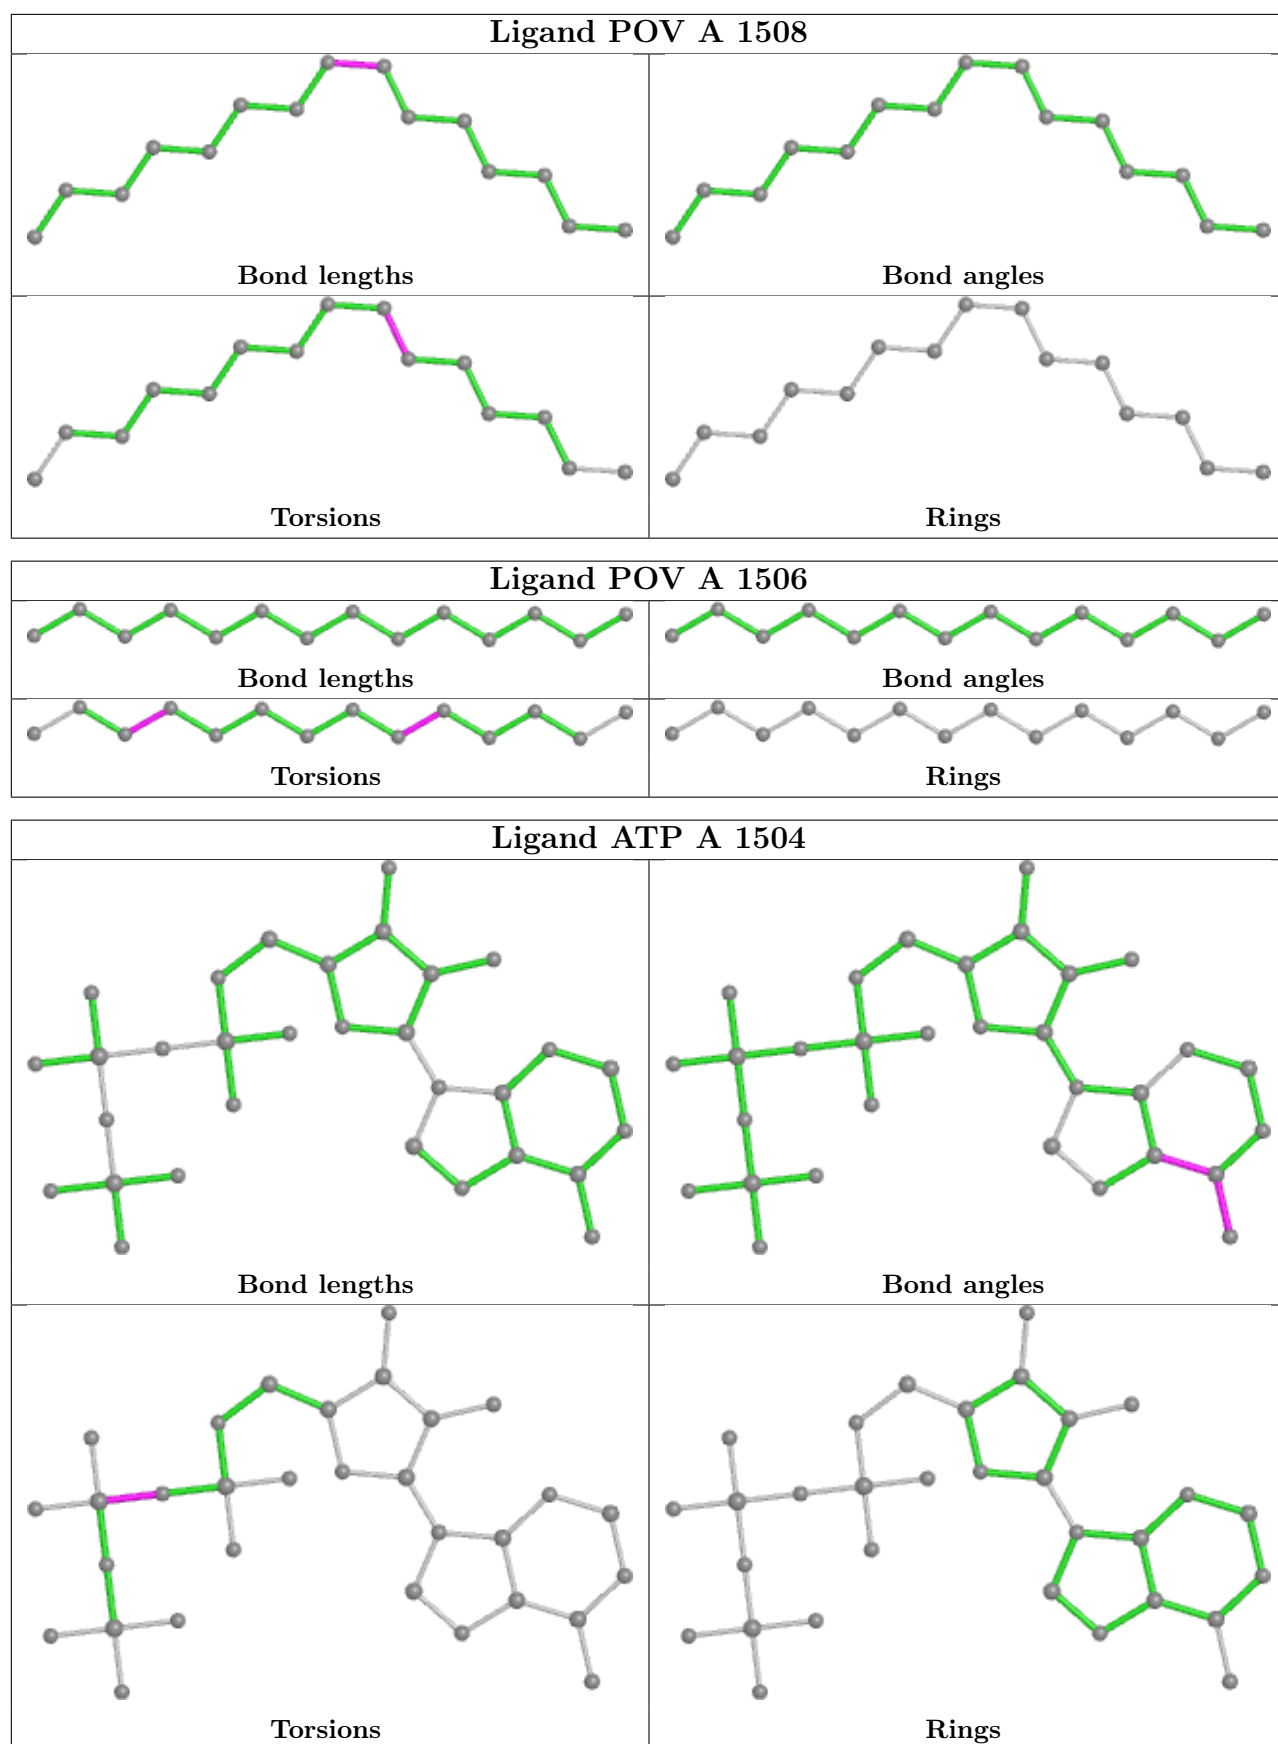 Ligand POV A 1508
Bond lengths
Bond angles
Torsions
Rings
Ligand POV A 1506
Bond lengths
Bond angles
Torsions
Rings
Ligand ATP A 1504
Bond lengths
Bond angles
Torsions
Rings